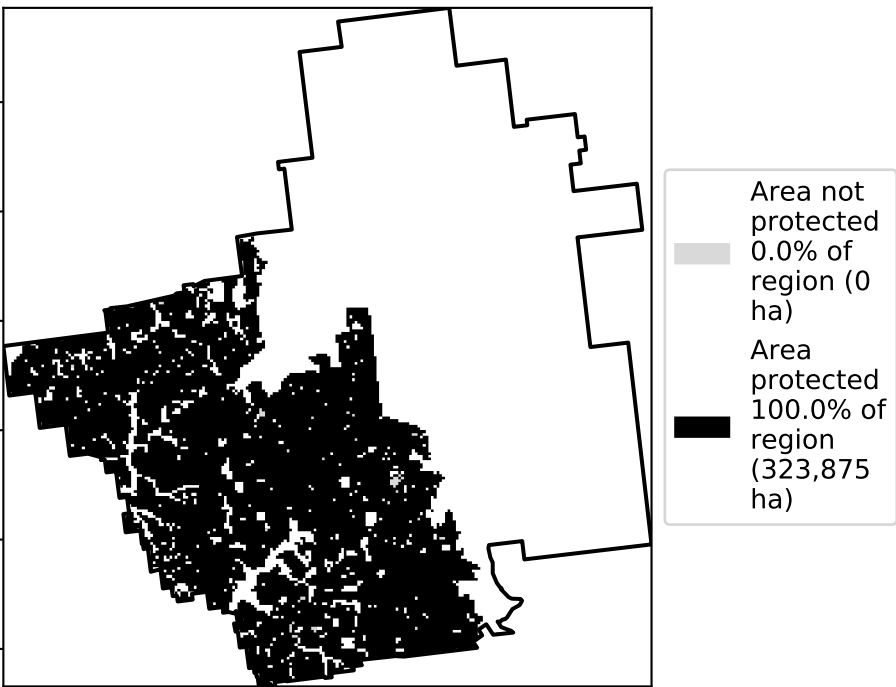 Area not
protected
0.0% of
region (0
ha)
Area
protected
100.0% of
region
(323,875
ha)